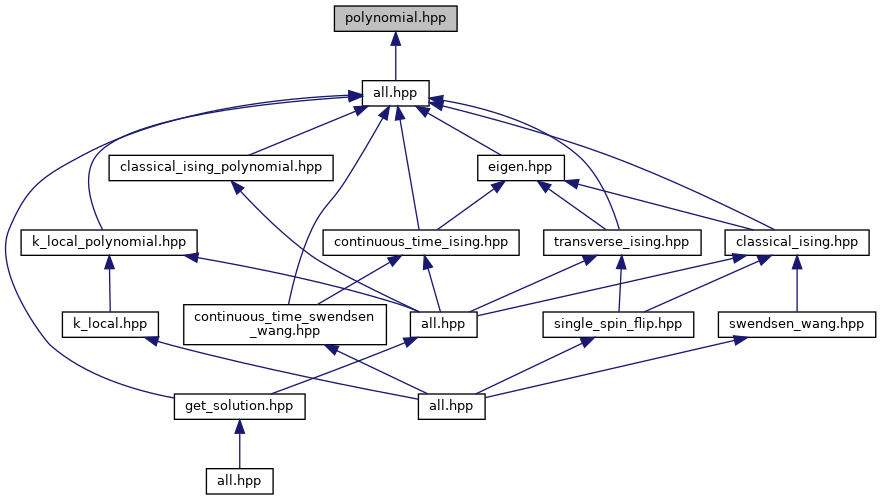 polynomial.hpp
all.hpp
classical_ising_polynomial.hpp
eigen.hpp
k_local_polynomial.hpp
continuous_time_ising.hpp
transverse_ising.hpp
classical_ising.hpp
k_local.hpp
continuous_time_swendsen
_wang.hpp
all.hpp
single_spin_flip.hpp
swendsen_wang.hpp
get_solution.hpp
all.hpp
all.hpp